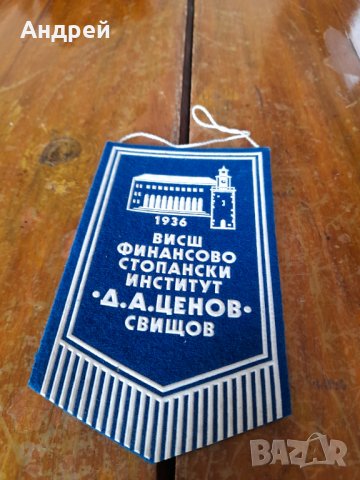 Андрей
1936
ВИСШ
ФИНАНСОВО
СТОПАНСКИ
ИНСТИТУТ
·Д.А.ЦЕНОВ·
СВИЩОВ
BAZAR